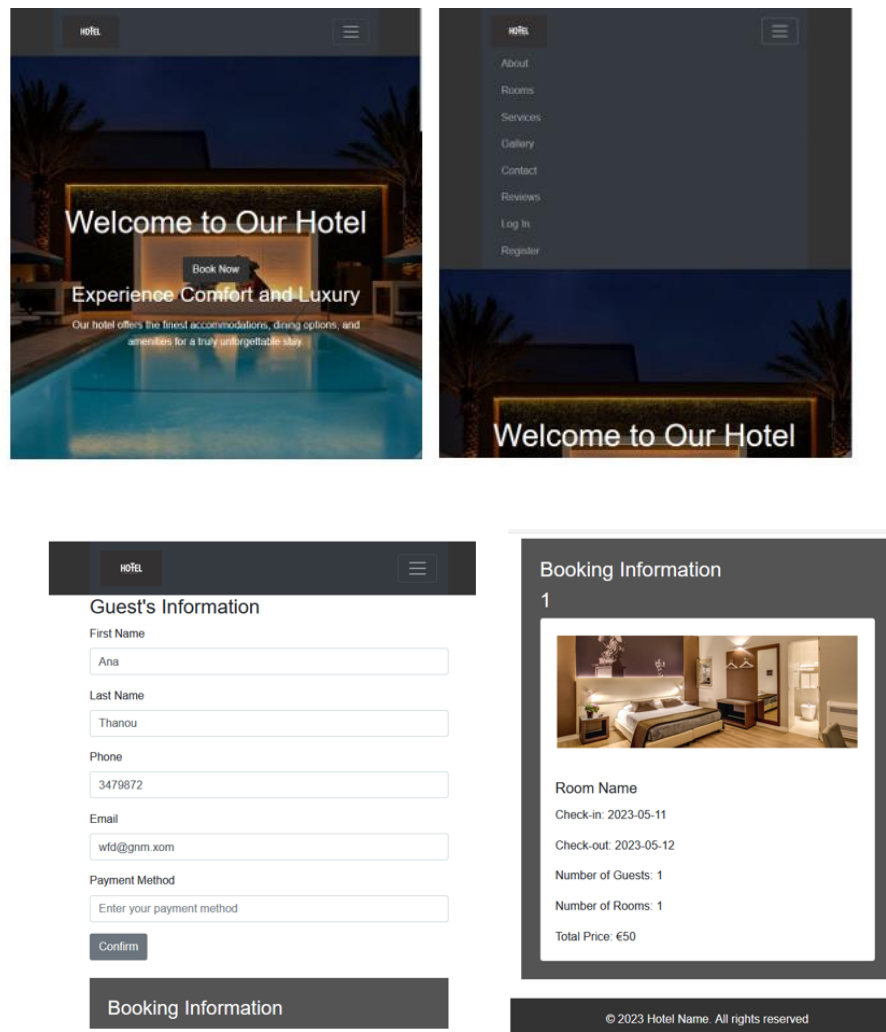 HOTEL
Welcome to Our Hotel
Book Now
Experience Comfort and Luxury
Our hotel offers the finest accommodations, dining options, and
amenities for a truly unforgettable stay.
HOTEL
About
Rooms
Services
Gallery
Contact
Reviews
Log In
Register
Welcome to Our Hotel
HOTEL
Guest's Information
First Name
Ana
Last Name
Thanou
Phone
3479872
Email
wfd@gnm.xom
Payment Method
Enter your payment method
Confirm
Booking Information
Booking Information
1
Room Name
Check-in: 2023-05-11
Check-out: 2023-05-12
Number of Guests: 1
Number of Rooms: 1
Total Price: €50
© 2023 Hotel Name. All rights reserved